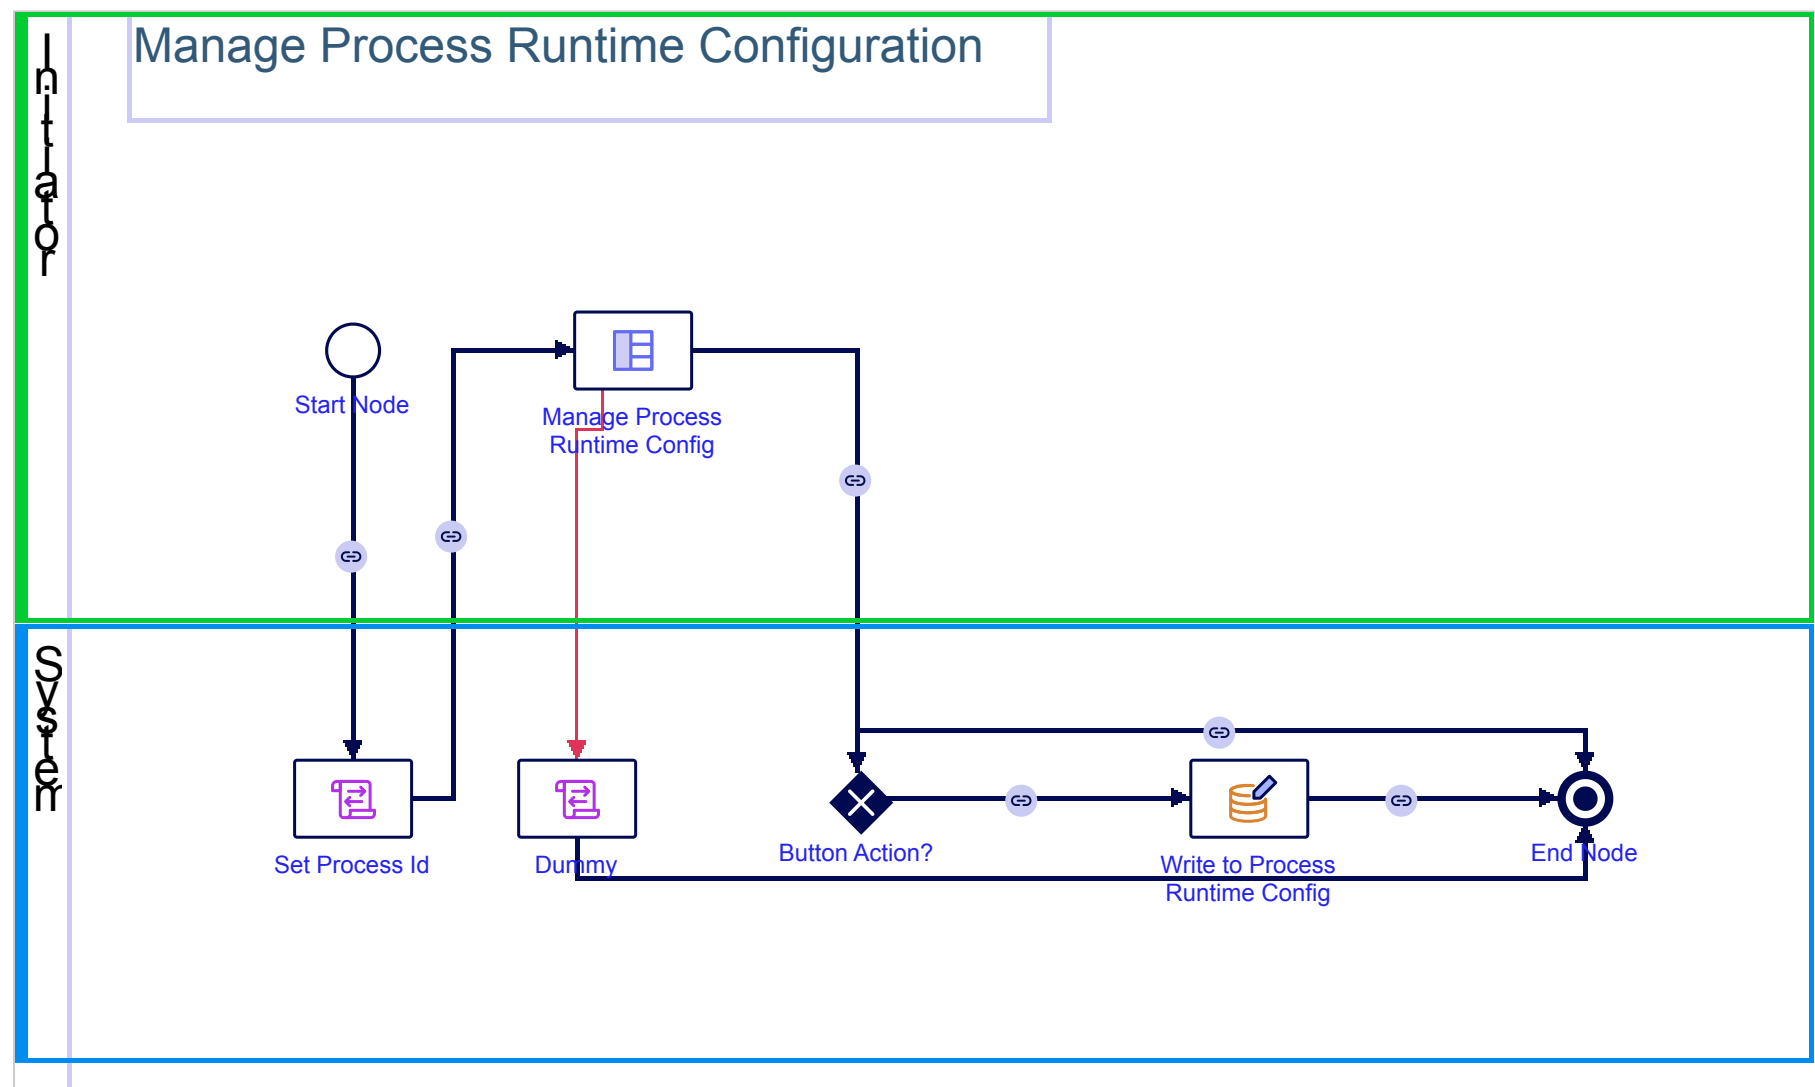 Manage Process Runtime Configuration
Initiator
Start Node
Manage Process
Runtime Config
System
Set Process Id
Dummy
Button Action?
Write to Process
Runtime Config
End Node